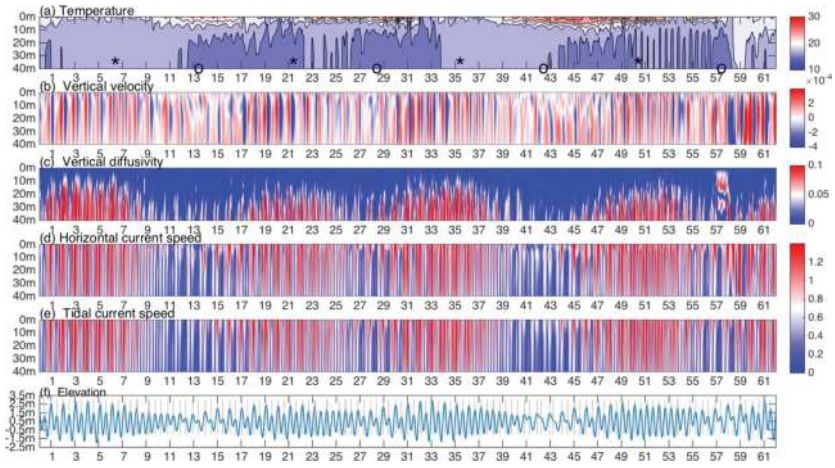 (a) Temperature
0m
10m
20m
30m
40m
1 3 5 7 9 11 13 15 17 19 21 23 25 27 29 31 33 35 37 39 41 43 45 47 49 51 53 55 57 59 61
30
20
10
(b) Vertical velocity
0m
10m
20m
30m
40m
1 3 5 7 9 11 13 15 17 19 21 23 25 27 29 31 33 35 37 39 41 43 45 47 49 51 53 55 57 59 61
4
2
0
-2
-4
(c) Vertical diffusivity
0m
10m
20m
30m
40m
1 3 5 7 9 11 13 15 17 19 21 23 25 27 29 31 33 35 37 39 41 43 45 47 49 51 53 55 57 59 61
0.1
0.05
0
(d) Horizontal current speed
0m
10m
20m
30m
40m
1 3 5 7 9 11 13 15 17 19 21 23 25 27 29 31 33 35 37 39 41 43 45 47 49 51 53 55 57 59 61
1.2
1
0.8
0.6
0.4
0.2
0
(e) Tidal current speed
0m
10m
20m
30m
40m
1 3 5 7 9 11 13 15 17 19 21 23 25 27 29 31 33 35 37 39 41 43 45 47 49 51 53 55 57 59 61
(f) Elevation
3.5m
2.5m
1.5m
0.5m
-0.5m
-1.5m
-2.5m
1 3 5 7 9 11 13 15 17 19 21 23 25 27 29 31 33 35 37 39 41 43 45 47 49 51 53 55 57 59 61